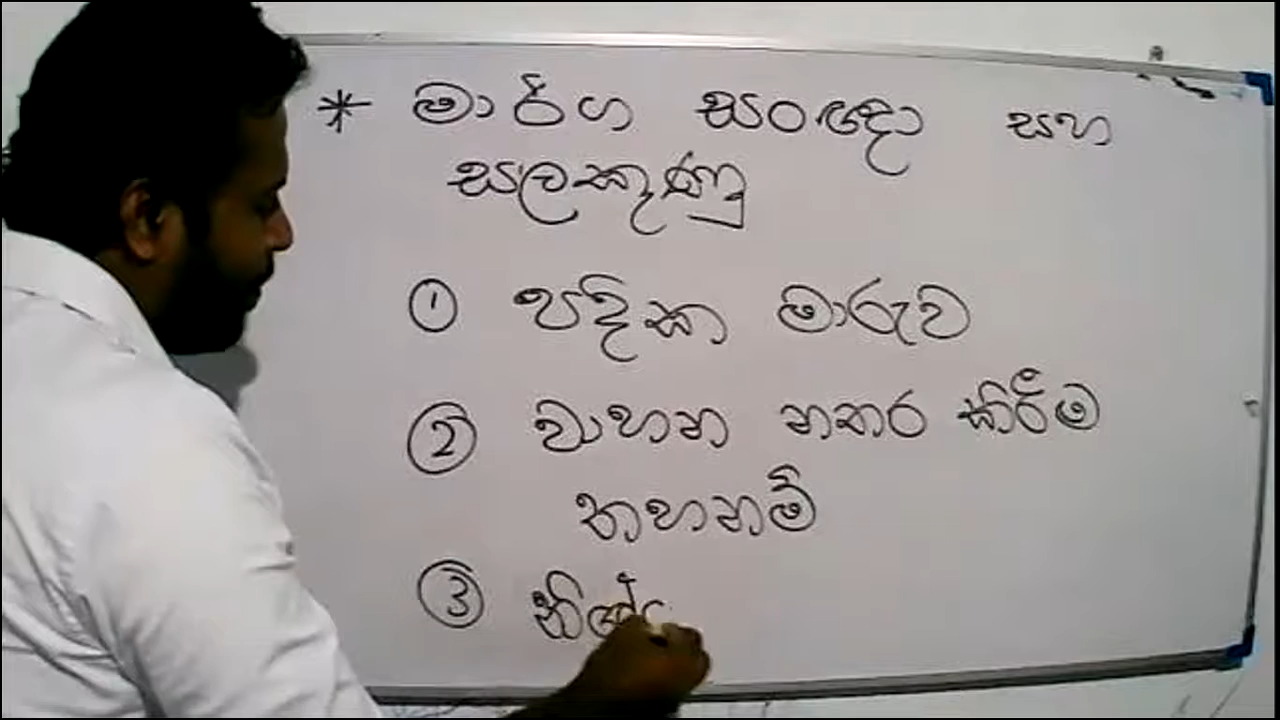 * මාර්ග සංඥා සහ
සලකුණු
① පදික මාරුව
② වාහන නතර කිරීම
තහනම්
③